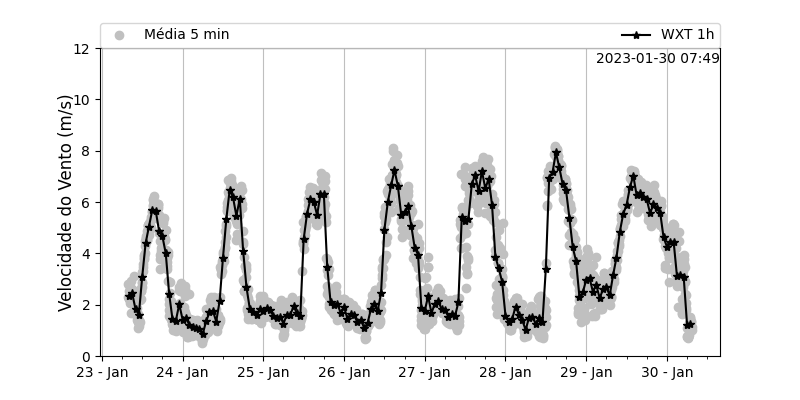 Média 5 min
WXT 1h
2023-01-30 07:49
Velocidade do Vento (m/s)
12
10
8
6
4
2
0
23 - Jan
24 - Jan
25 - Jan
26 - Jan
27 - Jan
28 - Jan
29 - Jan
30 - Jan